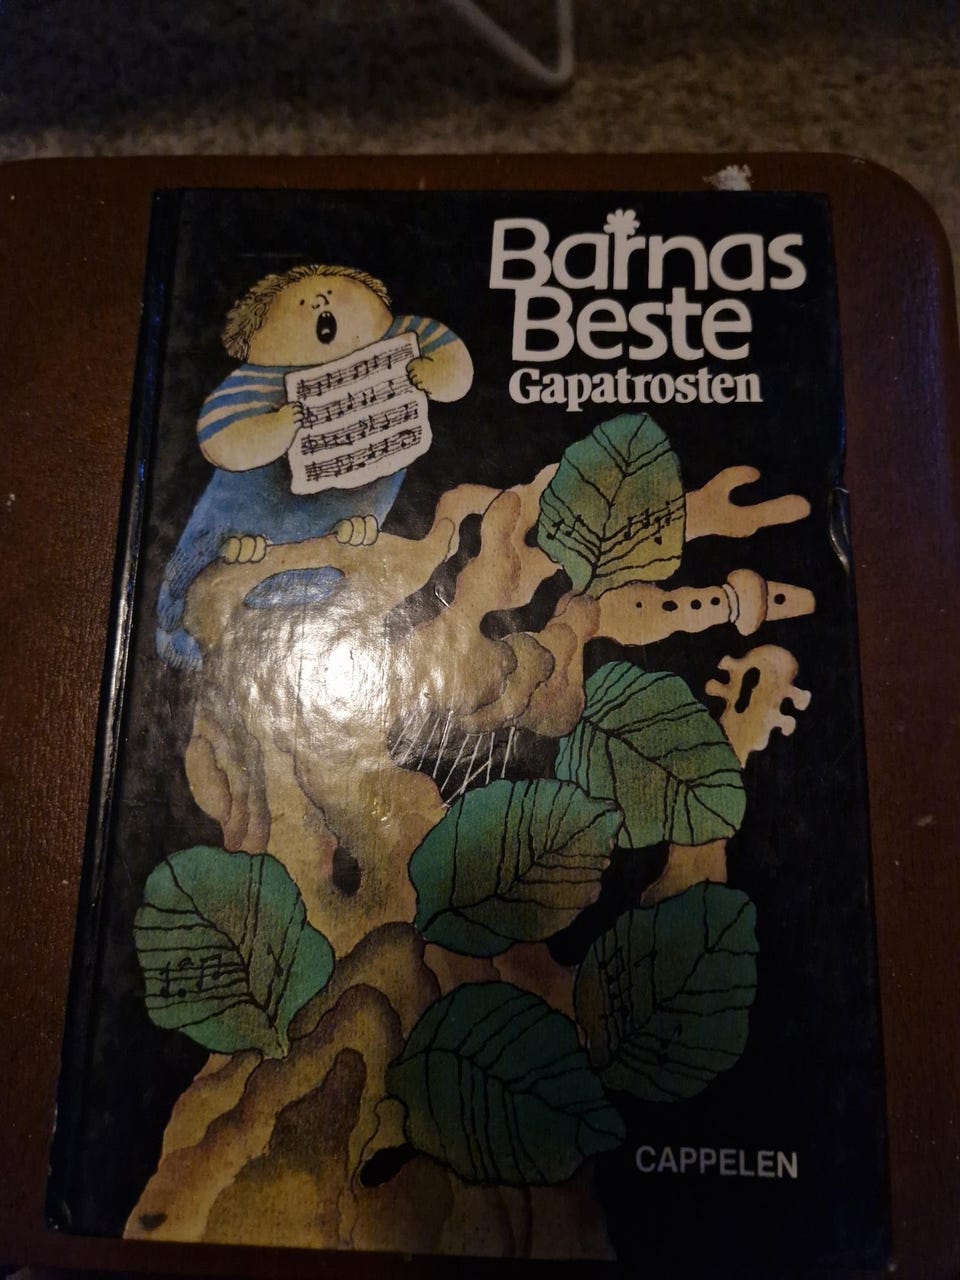 Barnas
Beste
Gapatrosten
CAPPELEN